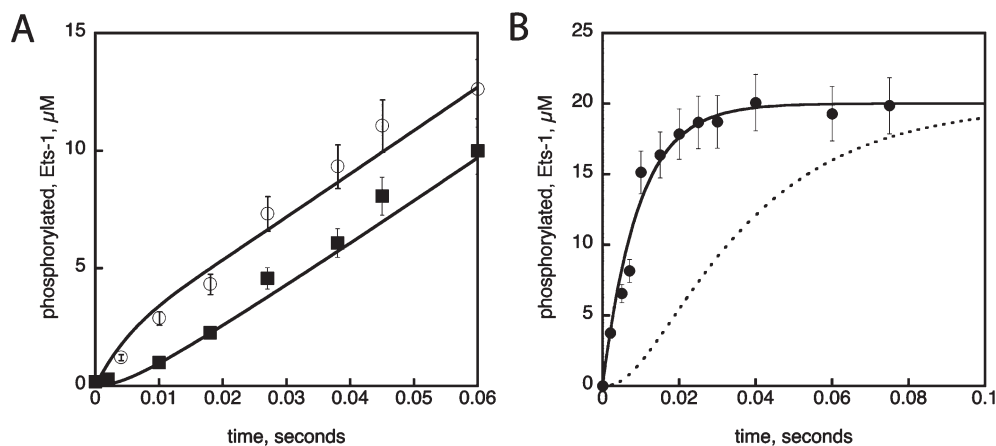 A
15
10
5
0
phosphorylated, Ets-1, µM
0 0.01 0.02 0.03 0.04 0.05 0.06
time, seconds
B
25
20
15
10
5
0
phosphorylated, Ets-1, µM
0 0.02 0.04 0.06 0.08 0.1
time, seconds